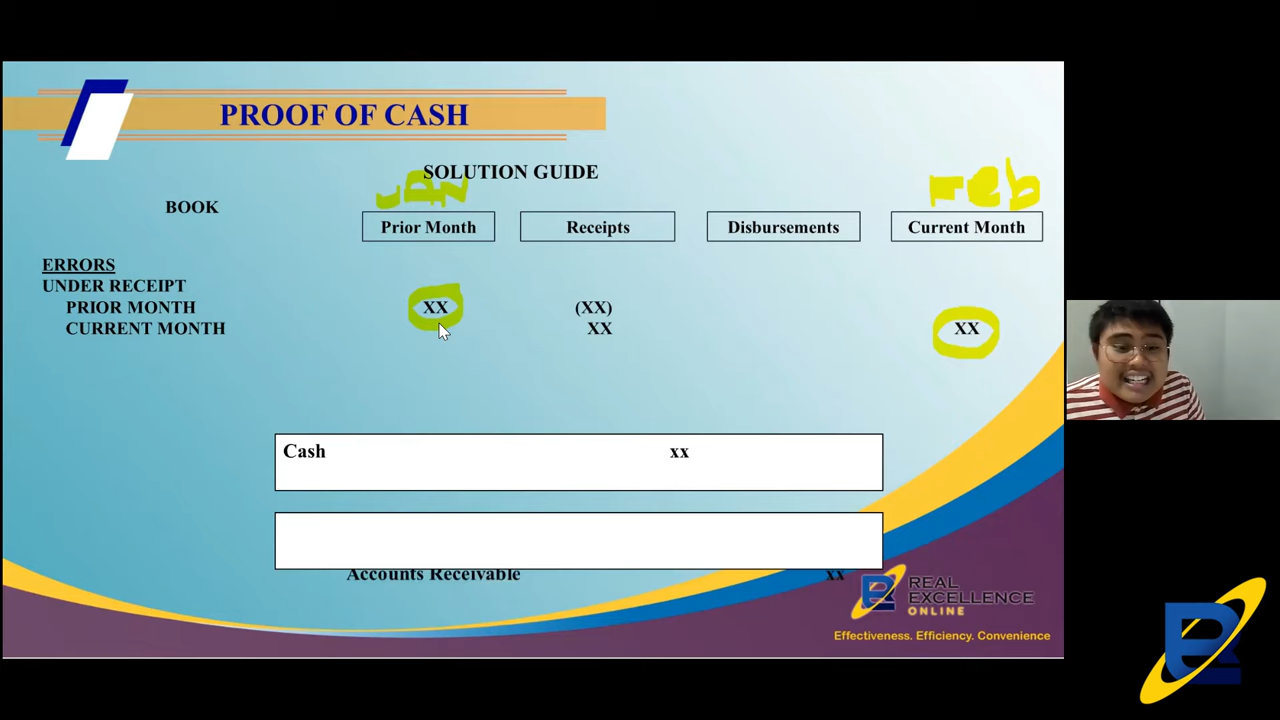 PROOF OF CASH
SOLUTION GUIDE
Feb
BOOK
Prior Month Receipts Disbursements Current Month
ERRORS
UNDER RECEIPT
PRIOR MONTH XX (XX)
CURRENT MONTH XX XX
Cash xx
Accounts Receivable xx
REAL
EXCELLENCE
ONLINE
Effectiveness. Efficiency. Convenience